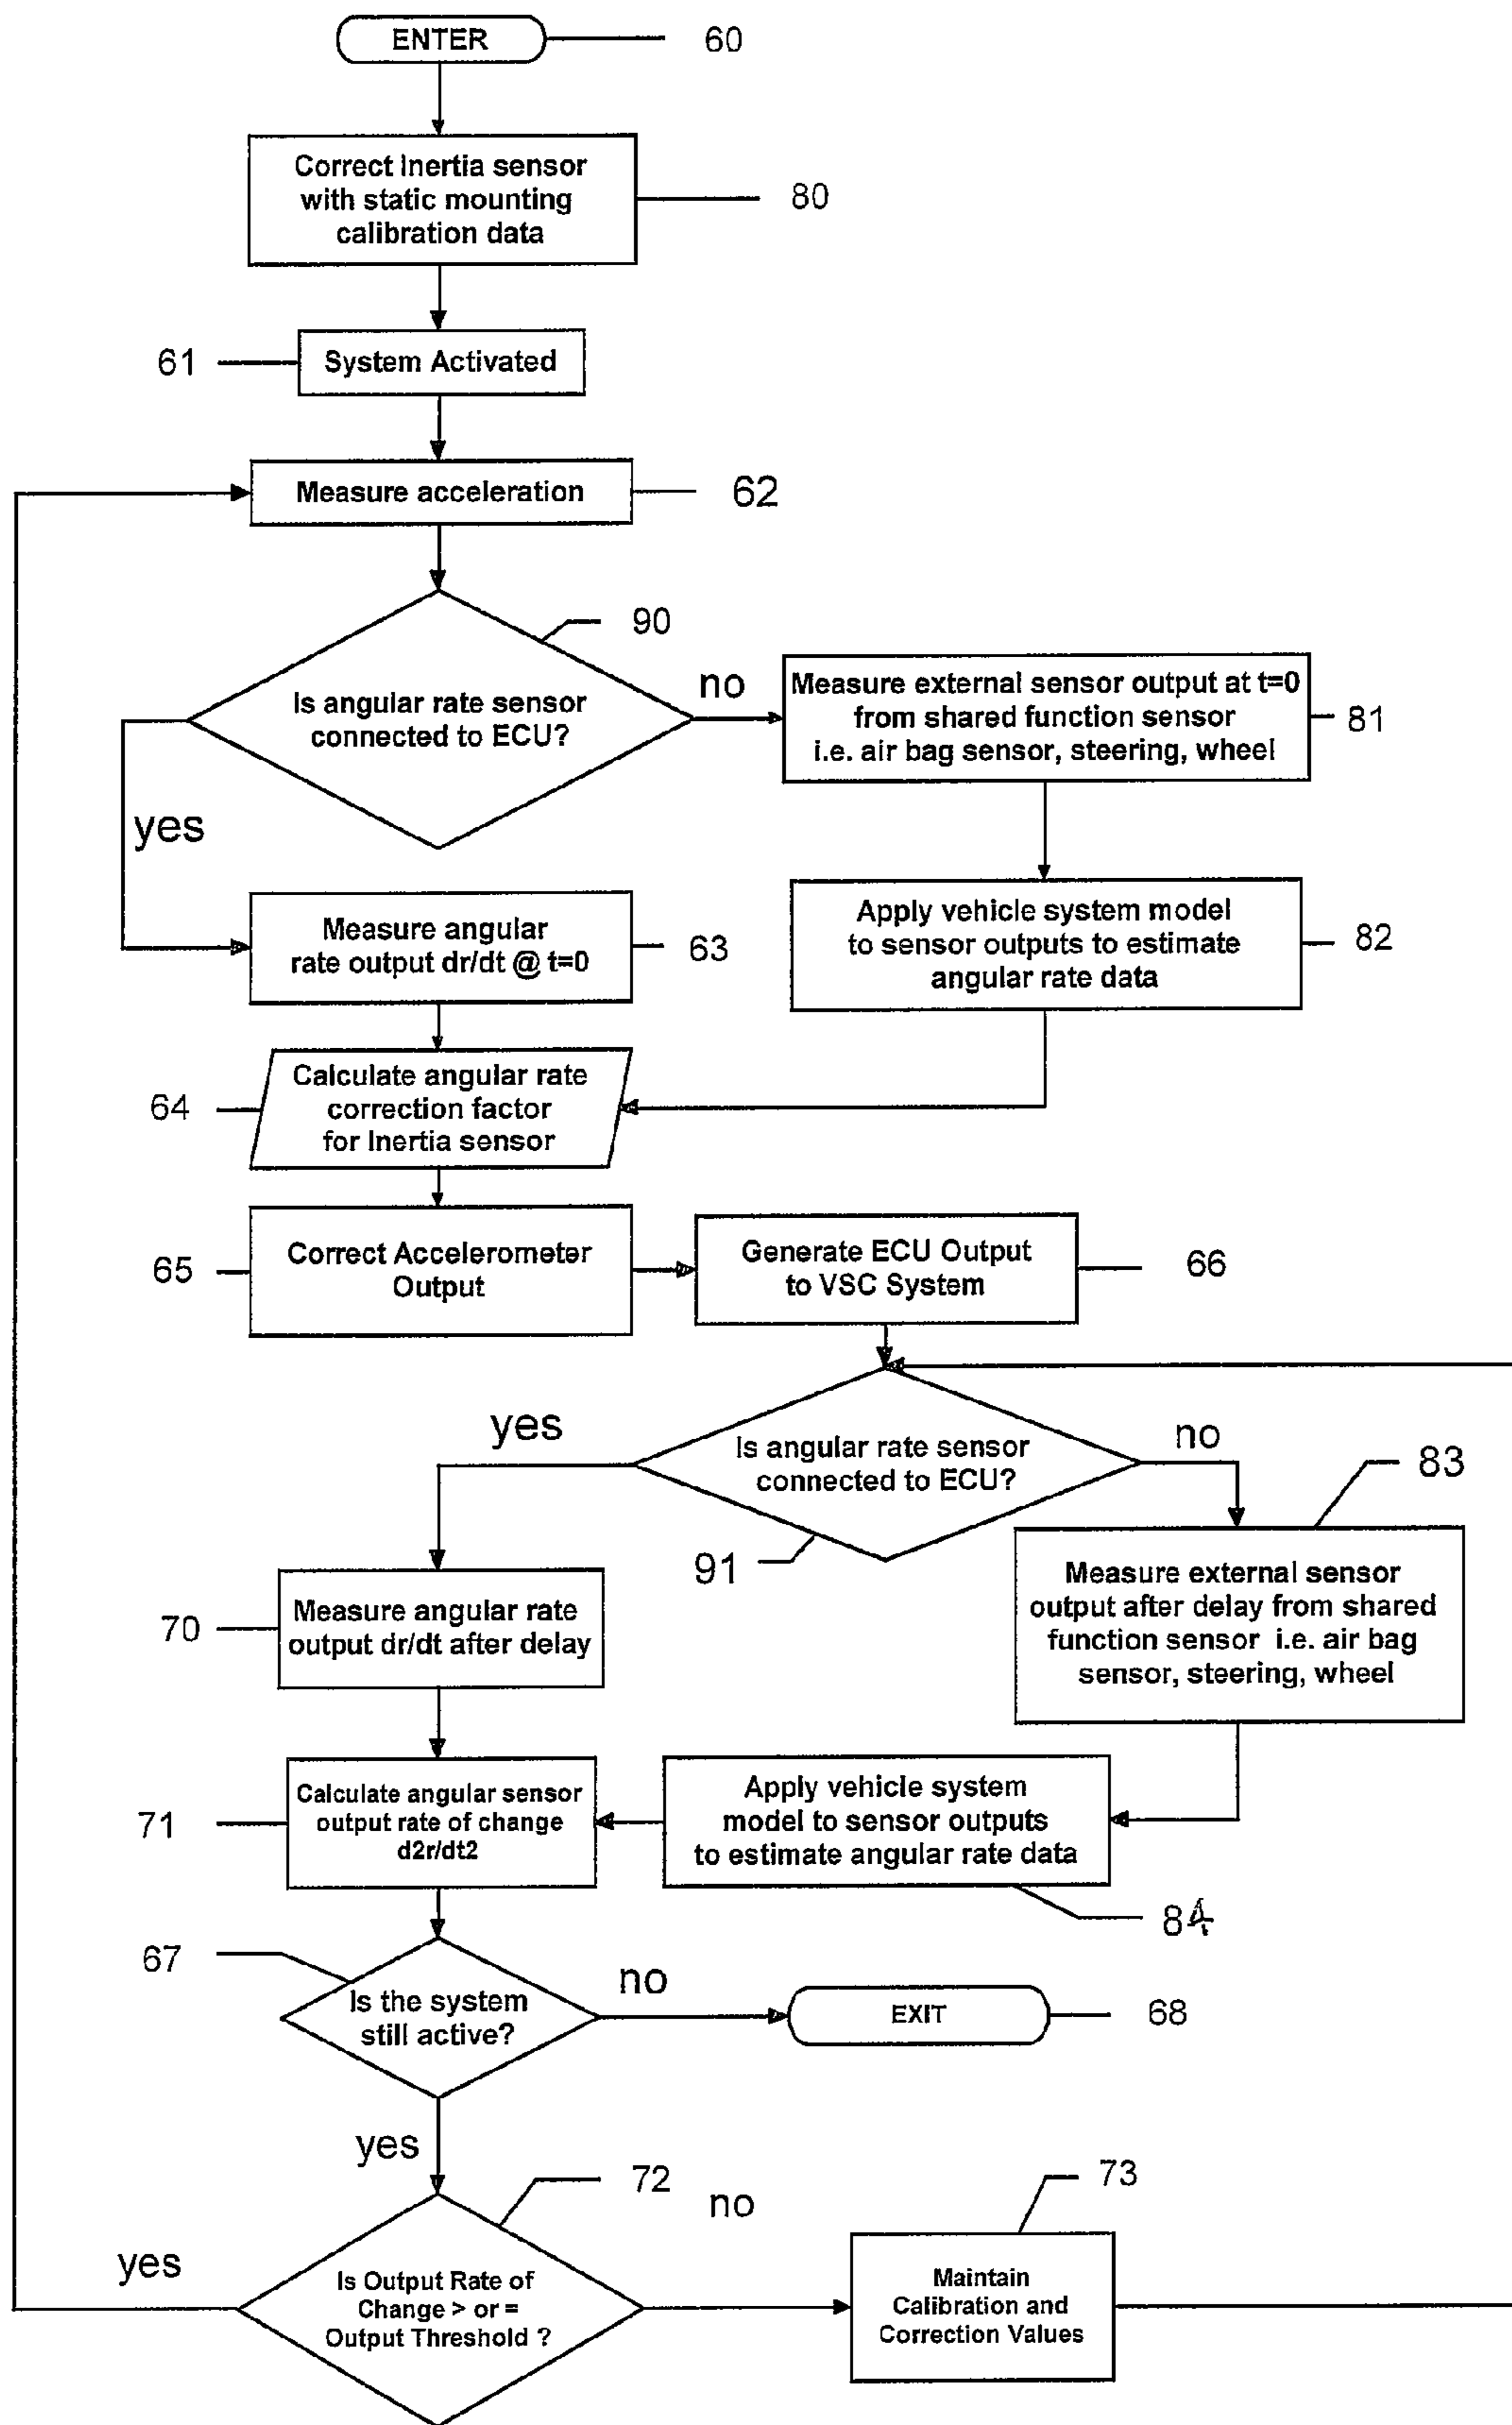 ENTER
60
Correct Inertia sensor
with static mounting
calibration data
80
61
System Activated
Measure acceleration
62
90
Is angular rate sensor
connected to ECU?
no
yes
Measure external sensor output at t=0
from shared function sensor
i.e. air bag sensor, steering, wheel
81
Measure angular
rate output dr/dt @ t=0
63
Apply vehicle system model
to sensor outputs to estimate
angular rate data
82
64
Calculate angular rate
correction factor
for Inertia sensor
65
Correct Accelerometer
Output
Generate ECU Output
to VSC System
66
yes
Is angular rate sensor
connected to ECU?
no
91
83
70
Measure angular rate
output dr/dt after delay
Measure external sensor
output after delay from shared
function sensor i.e. air bag
sensor, steering, wheel
71
Calculate angular sensor
output rate of change
d2r/dt2
Apply vehicle system
model to sensor outputs
to estimate angular rate data
84
67
Is the system
still active?
no
EXIT
68
yes
72
no
73
yes
Is Output Rate of
Change > or =
Output Threshold ?
Maintain
Calibration and
Correction Values